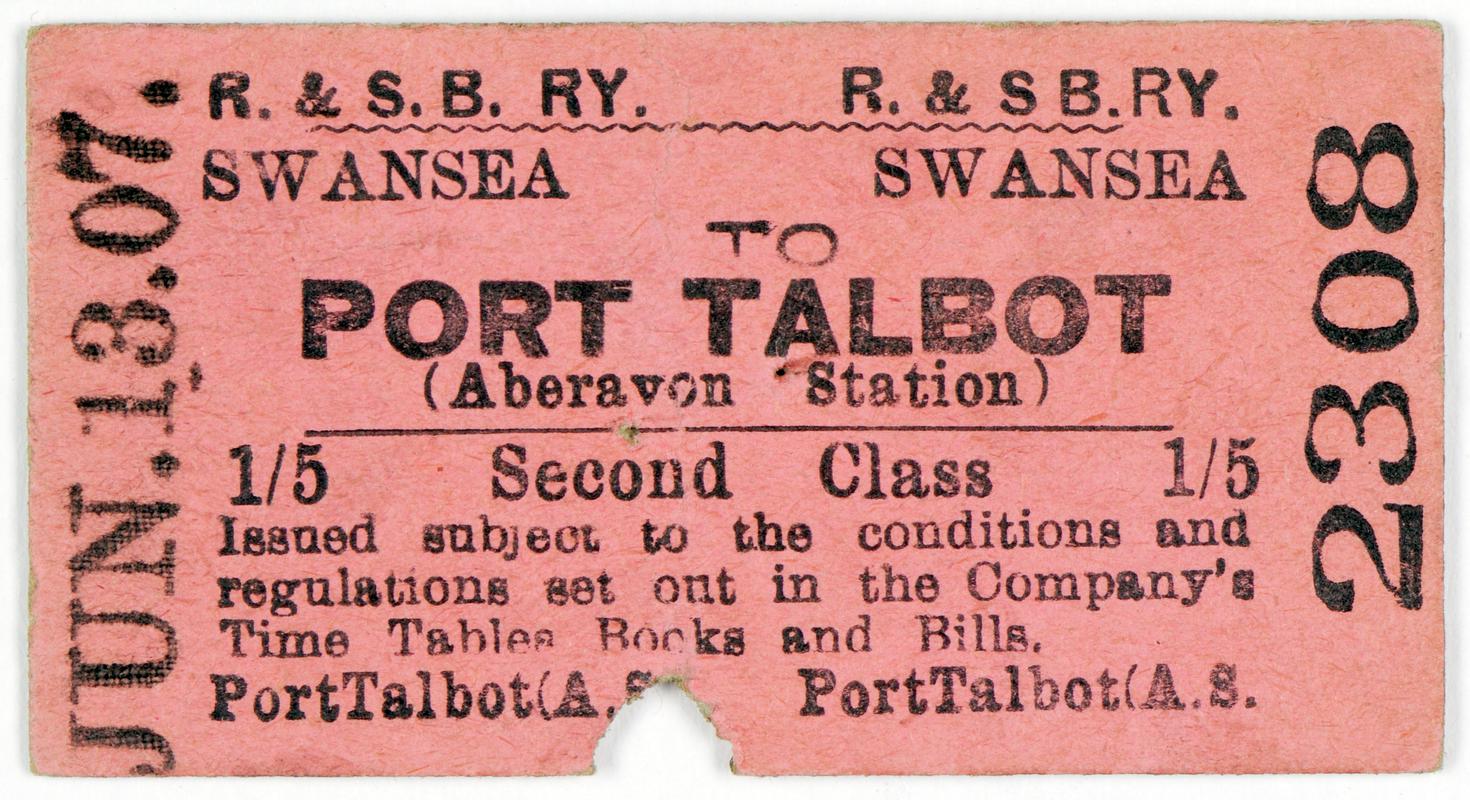 R. & S. B. RY. R. & S B.RY.
SWANSEA SWANSEA
TO
PORT TALBOT
(Aberavon Station)
1/5 Second Class 1/5
Issued subject to the conditions and
regulations set out in the Company's
Time Tables Books and Bills.
PortTalbot(A.S PortTalbot(A.S.
JUN.18.07.
2308